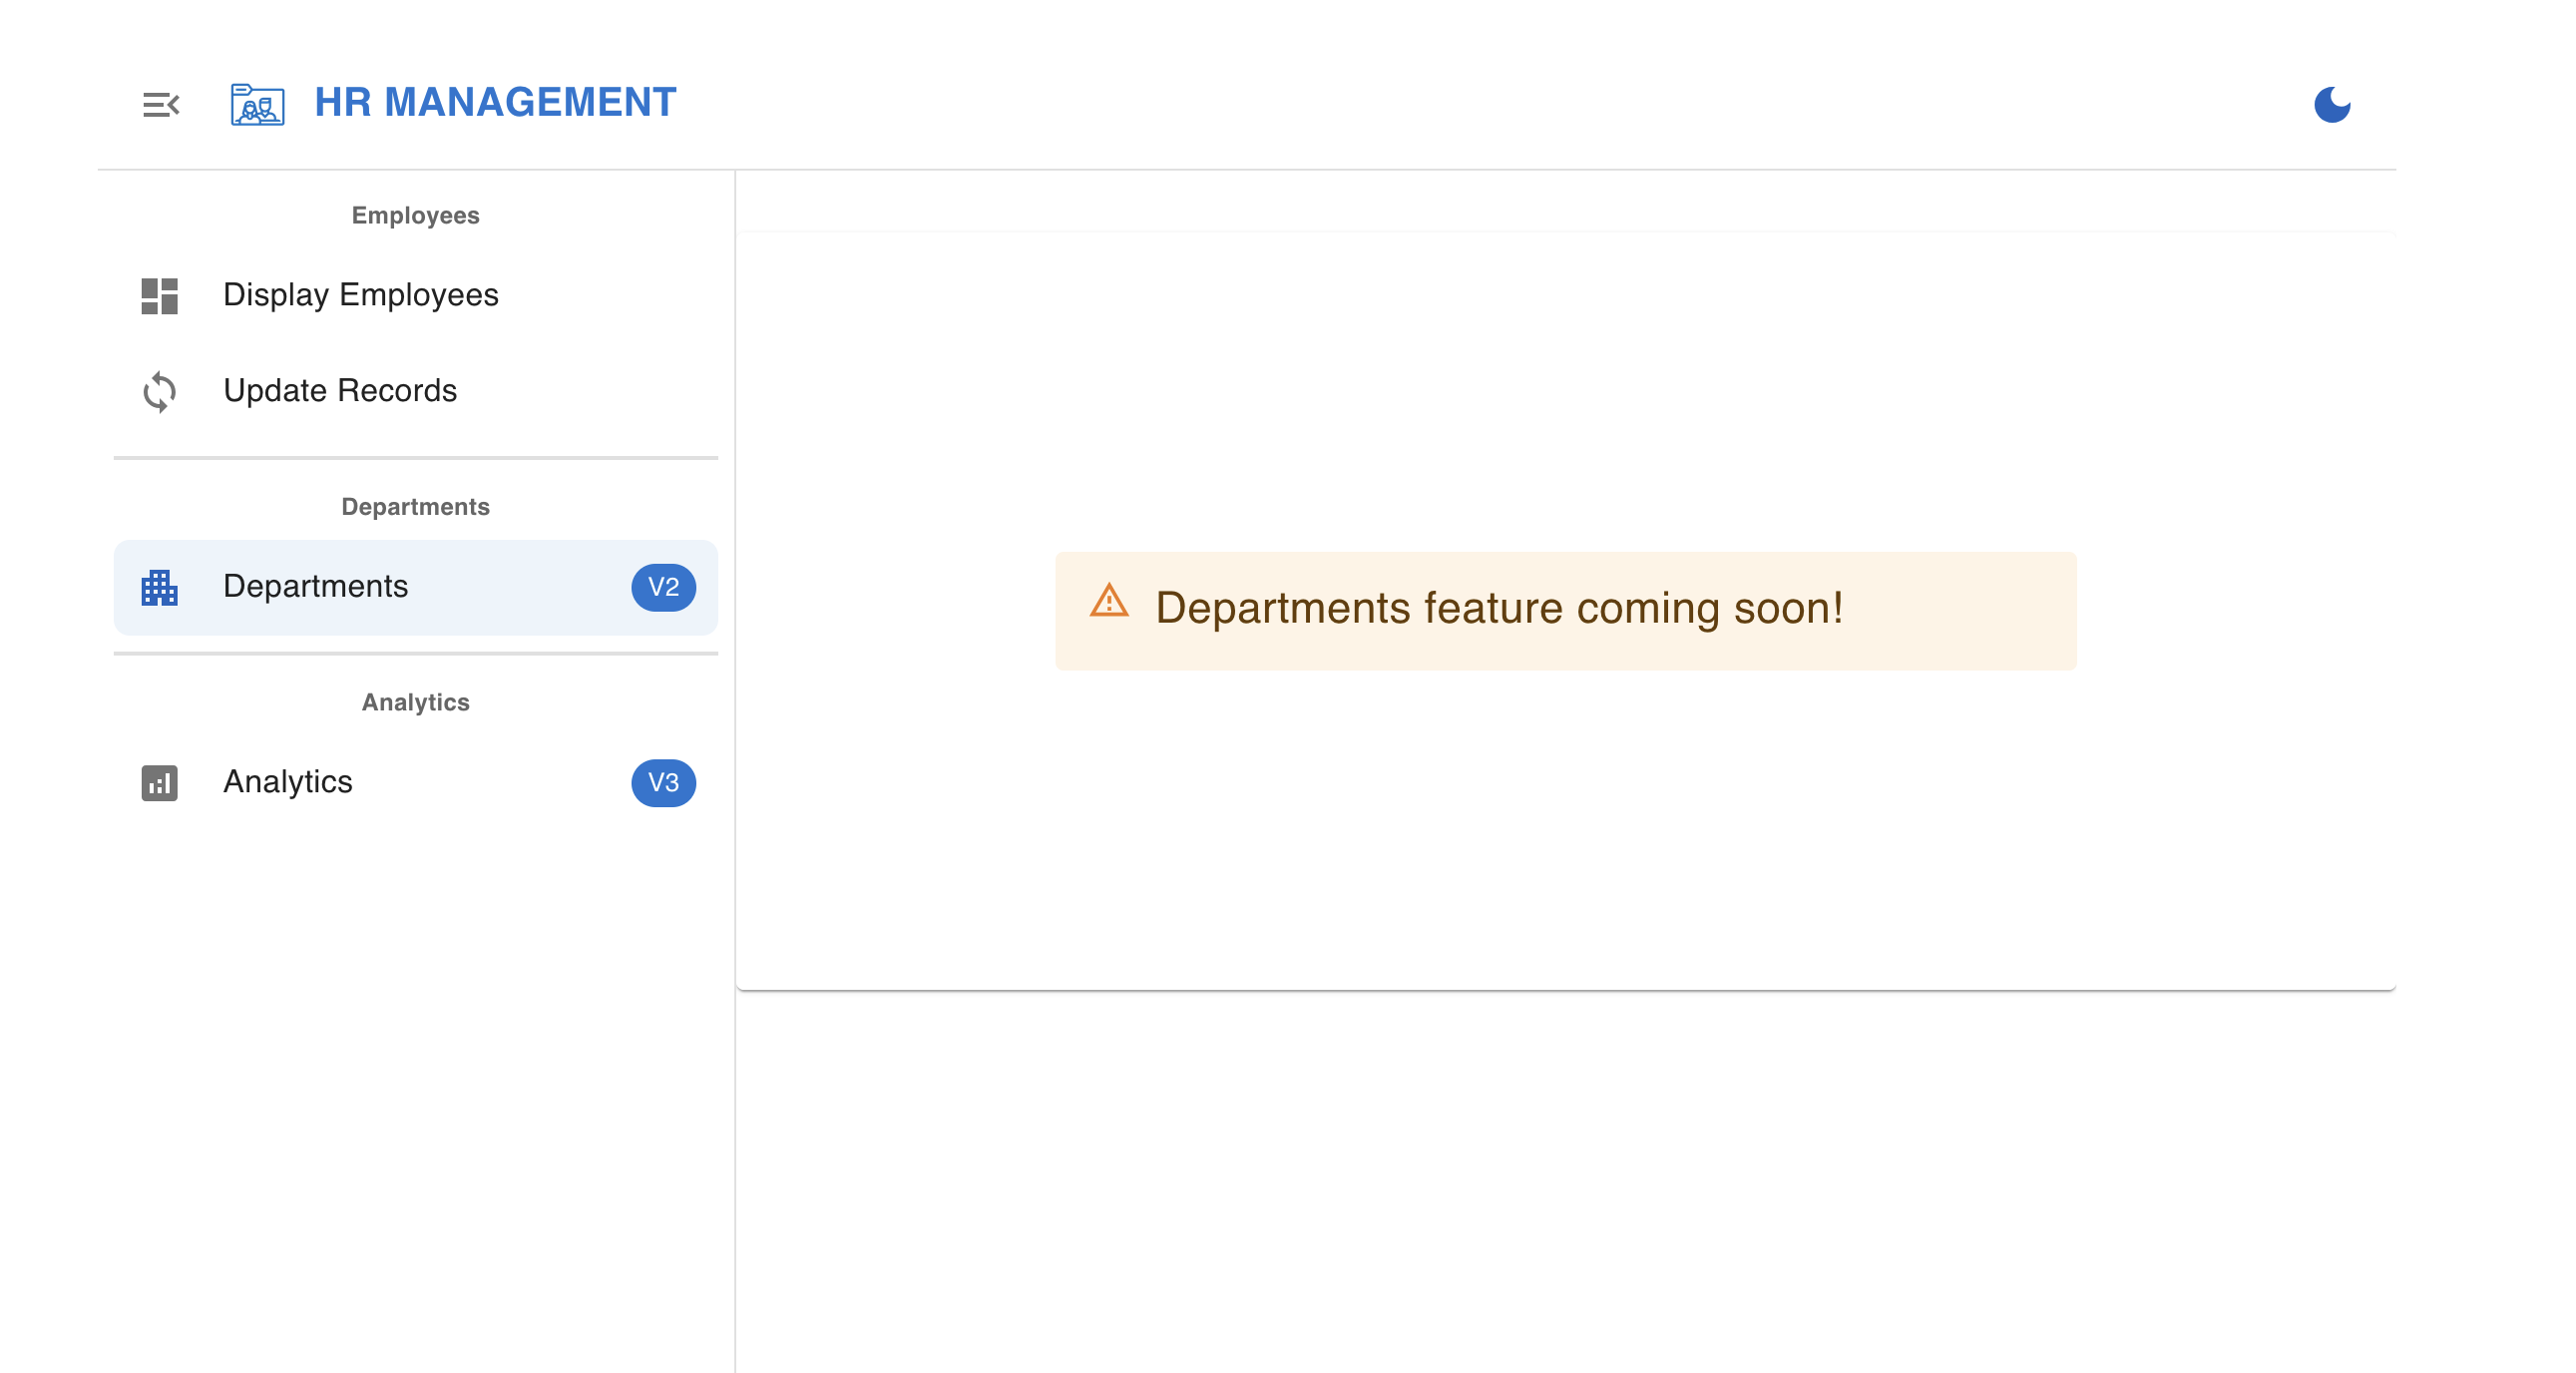 HR MANAGEMENT
Employees
Display Employees
Update Records
Departments
Departments V2
Analytics
Analytics V3
Departments feature coming soon!